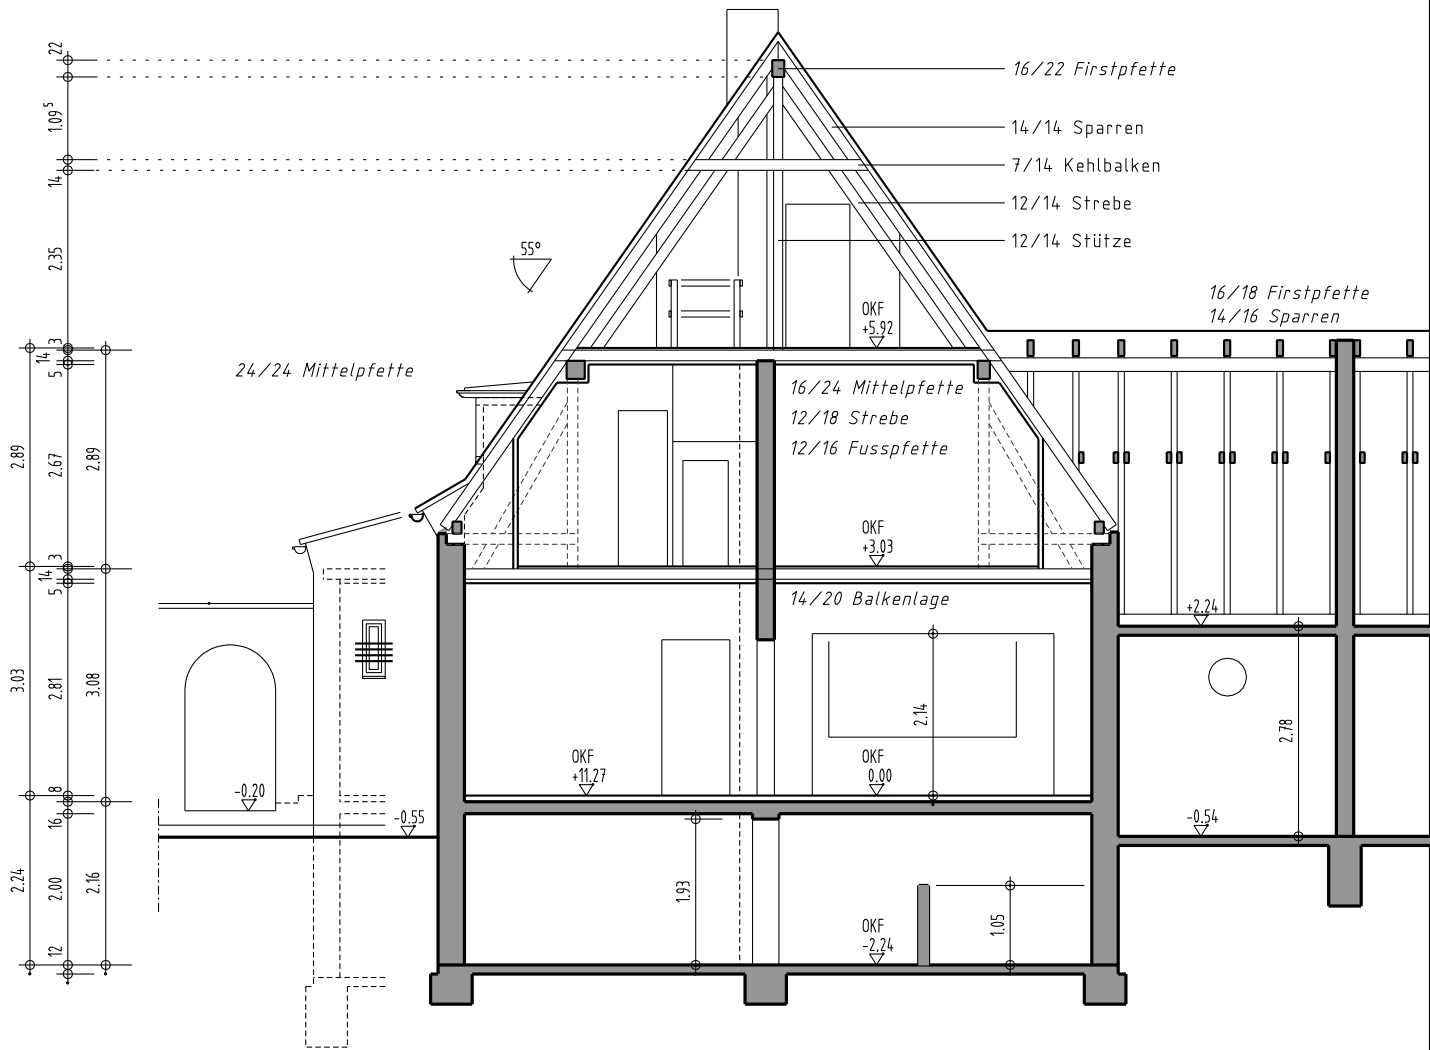 22
1.09⁵
14
2.35
3
14
5
2.89
2.67
2.89
3
14
5
3.03
2.81
3.08
8
16
2.24
2.00
2.16
12
55°
24/24 Mittelpfette
16/22 Firstpfette
14/14 Sparren
7/14 Kehlbalken
12/14 Strebe
12/14 Stütze
16/18 Firstpfette
14/16 Sparren
OKF
+5.92
16/24 Mittelpfette
12/18 Strebe
12/16 Fusspfette
OKF
+3.03
14/20 Balkenlage
+2.24
2.14
2.78
OKF
+11.27
OKF
0.00
-0.20
-0.55
-0.54
1.93
OKF
-2.24
1.05